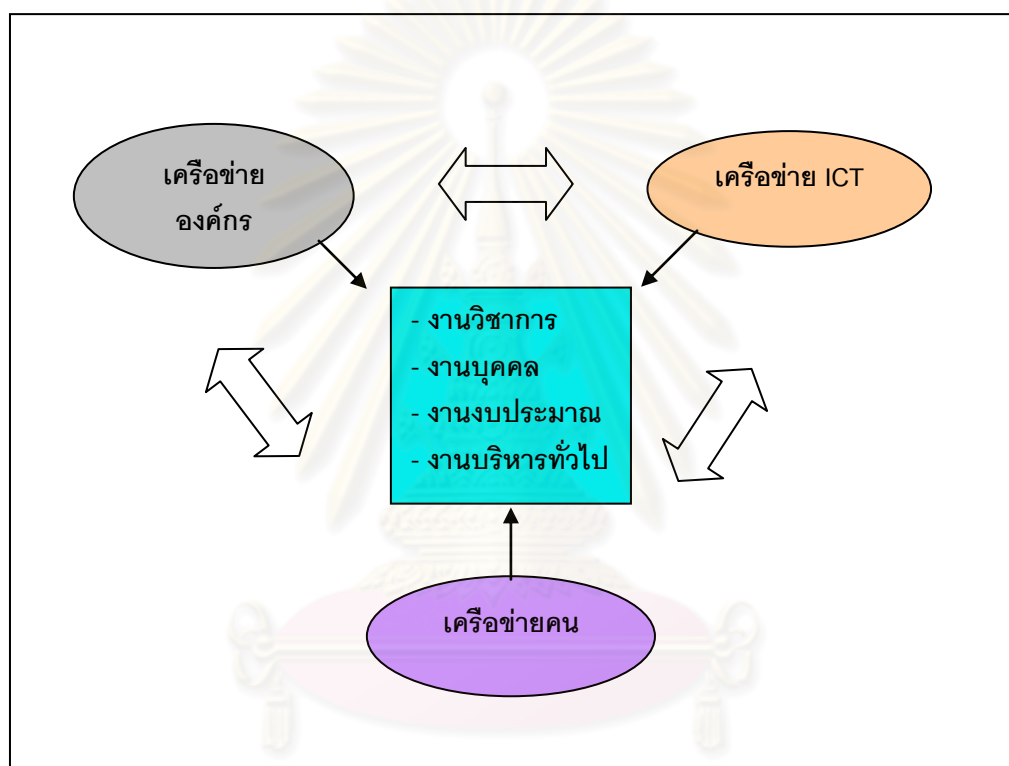 เครือข่าย
องค์กร
เครือข่าย ICT
- งานวิชาการ
- งานบุคคล
- งานงบประมาณ
- งานบริหารทั่วไป
เครือข่ายคน